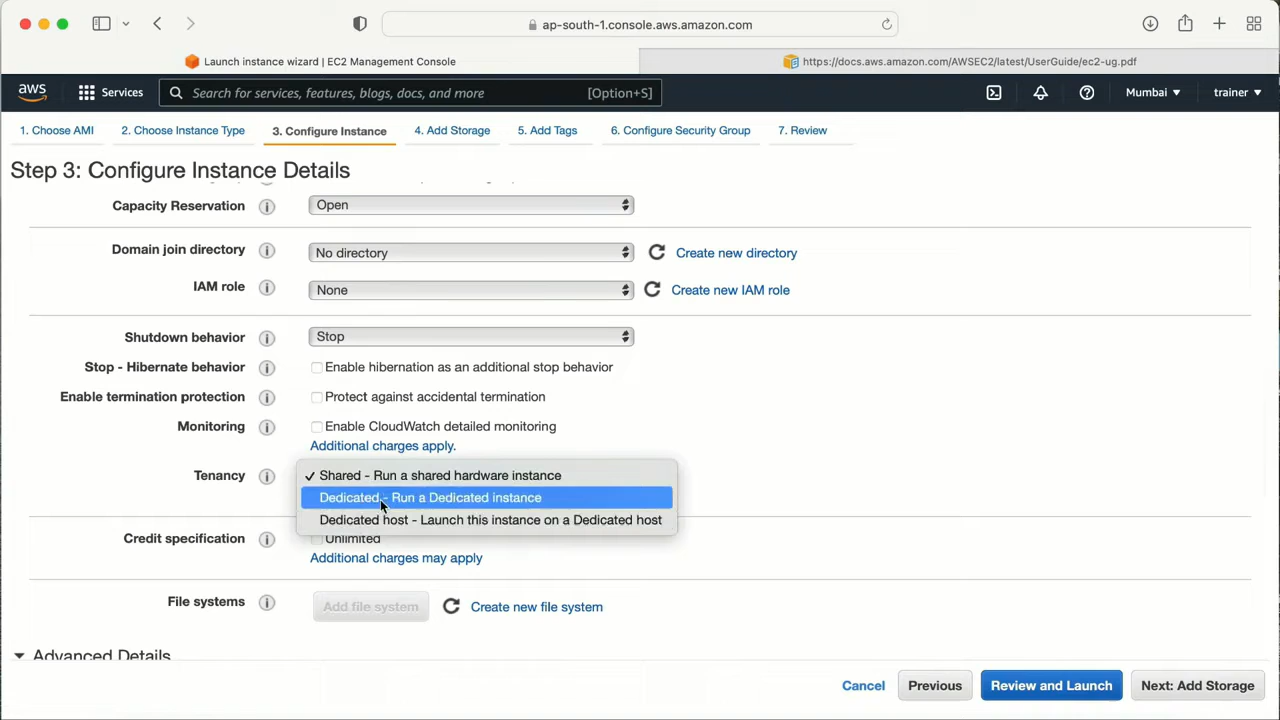 ap-south-1.console.aws.amazon.com
Launch instance wizard | EC2 Management Console
https://docs.aws.amazon.com/AWSEC2/latest/UserGuide/ec2-ug.pdf
aws
Services
Search for services, features, blogs, docs, and more
[Option+S]
Mumbai
trainer
1. Choose AMI
2. Choose Instance Type
3. Configure Instance
4. Add Storage
5. Add Tags
6. Configure Security Group
7. Review
Step 3: Configure Instance Details
Capacity Reservation
Open
Domain join directory
No directory
Create new directory
IAM role
None
Create new IAM role
Shutdown behavior
Stop
Stop - Hibernate behavior
Enable hibernation as an additional stop behavior
Enable termination protection
Protect against accidental termination
Monitoring
Enable CloudWatch detailed monitoring
Additional charges apply.
Tenancy
✓ Shared - Run a shared hardware instance
Dedicated - Run a Dedicated instance
Dedicated host - Launch this instance on a Dedicated host
Credit specification
Unlimited
Additional charges may apply
File systems
Add file system
Create new file system
Advanced Details
Cancel
Previous
Review and Launch
Next: Add Storage